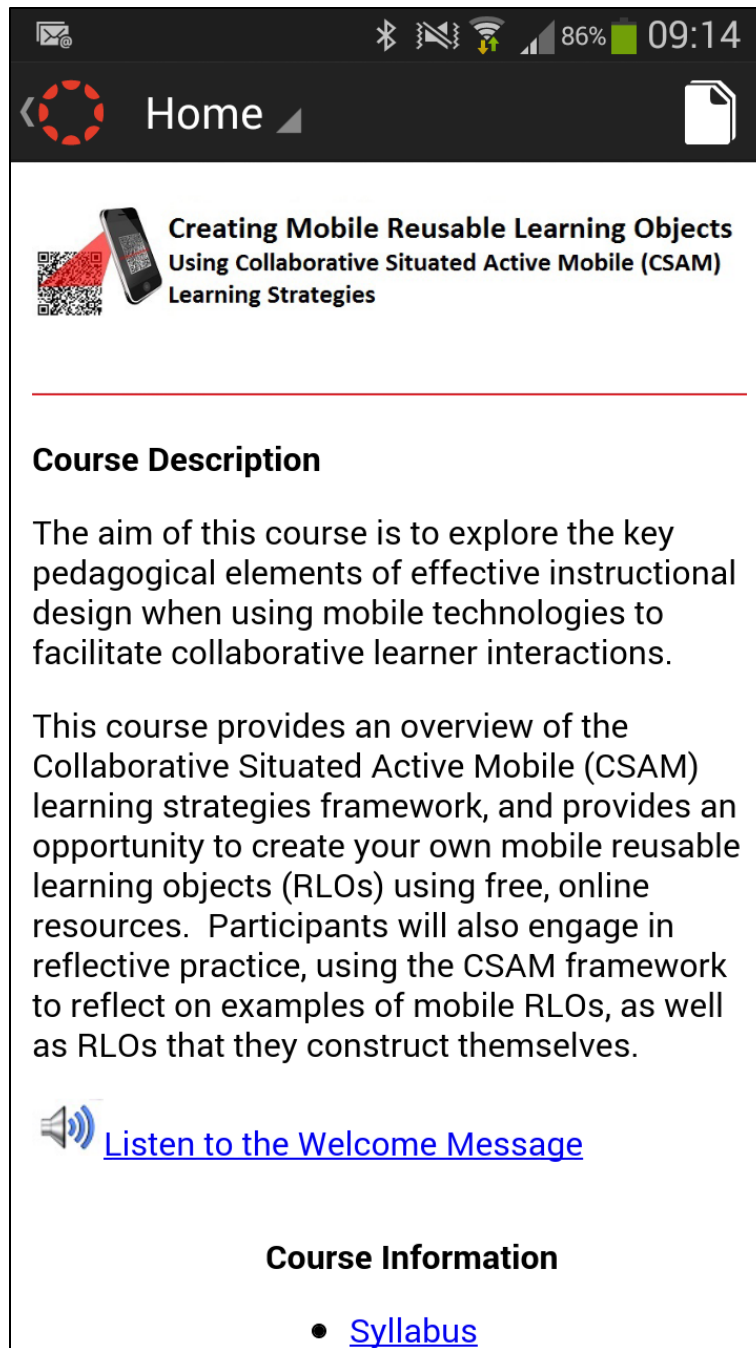 86% 09:14
Home
Creating Mobile Reusable Learning Objects
Using Collaborative Situated Active Mobile (CSAM)
Learning Strategies
Course Description
The aim of this course is to explore the key
pedagogical elements of effective instructional
design when using mobile technologies to
facilitate collaborative learner interactions.
This course provides an overview of the
Collaborative Situated Active Mobile (CSAM)
learning strategies framework, and provides an
opportunity to create your own mobile reusable
learning objects (RLOs) using free, online
resources.  Participants will also engage in
reflective practice, using the CSAM framework
to reflect on examples of mobile RLOs, as well
as RLOs that they construct themselves.
Listen to the Welcome Message
Course Information
• Syllabus